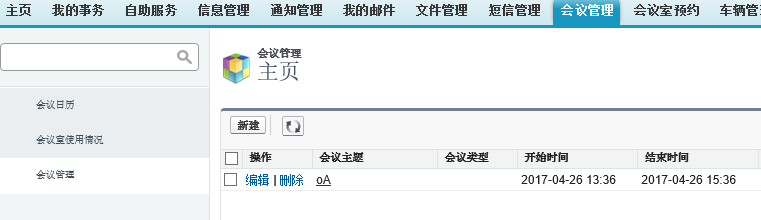 主页 我的事务 自助服务 信息管理 通知管理 我的邮件 文件管理 短信管理 会议管理 会议室预约 车辆管
会议日历
会议室使用情况
会议管理
会议管理
主页
新建
操作 会议主题 会议类型 开始时间 结束时间
编辑 | 删除 oA 2017-04-26 13:36 2017-04-26 15:36